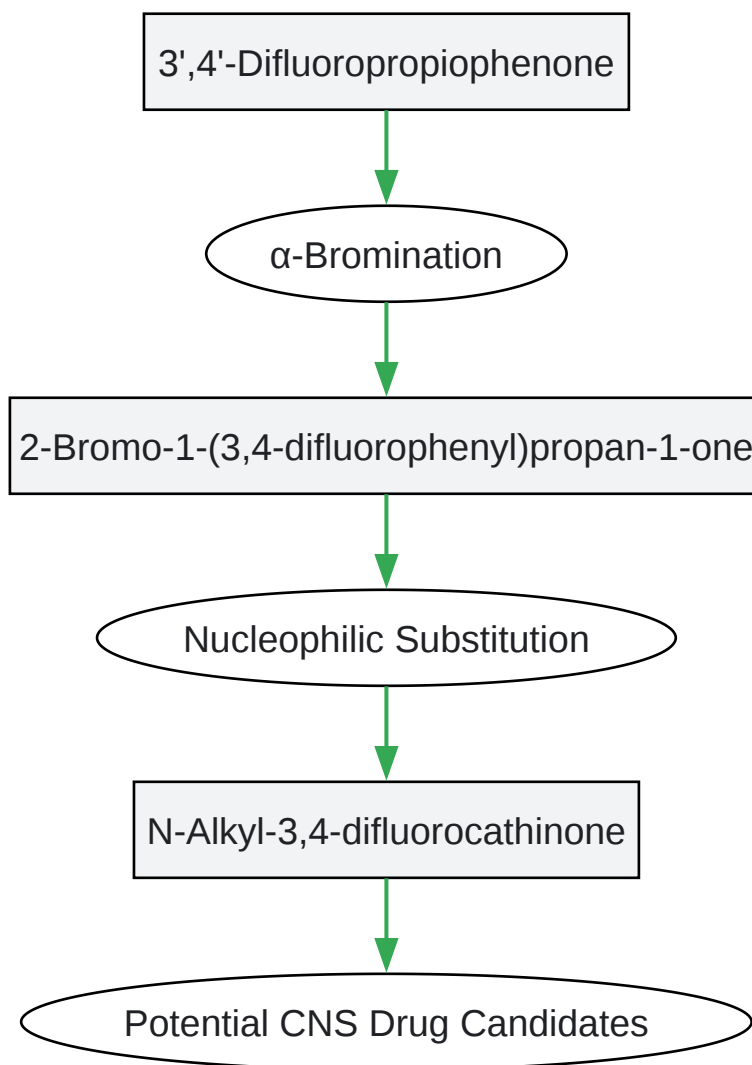 3',4'-Difluoropropiophenone
α-Bromination
2-Bromo-1-(3,4-difluorophenyl)propan-1-one
Nucleophilic Substitution
N-Alkyl-3,4-difluorocathinone
Potential CNS Drug Candidates